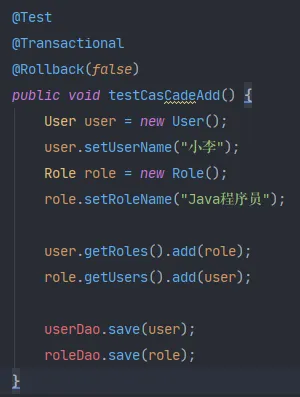 @Test
@Transactional
@Rollback(false)
public void testCasCadeAdd() {
User user = new User();
user.setUserName("小李");
Role role = new Role();
role.setRoleName("Java程序员");
user.getRoles().add(role);
role.getUsers().add(user);
userDao.save(user);
roleDao.save(role);
}